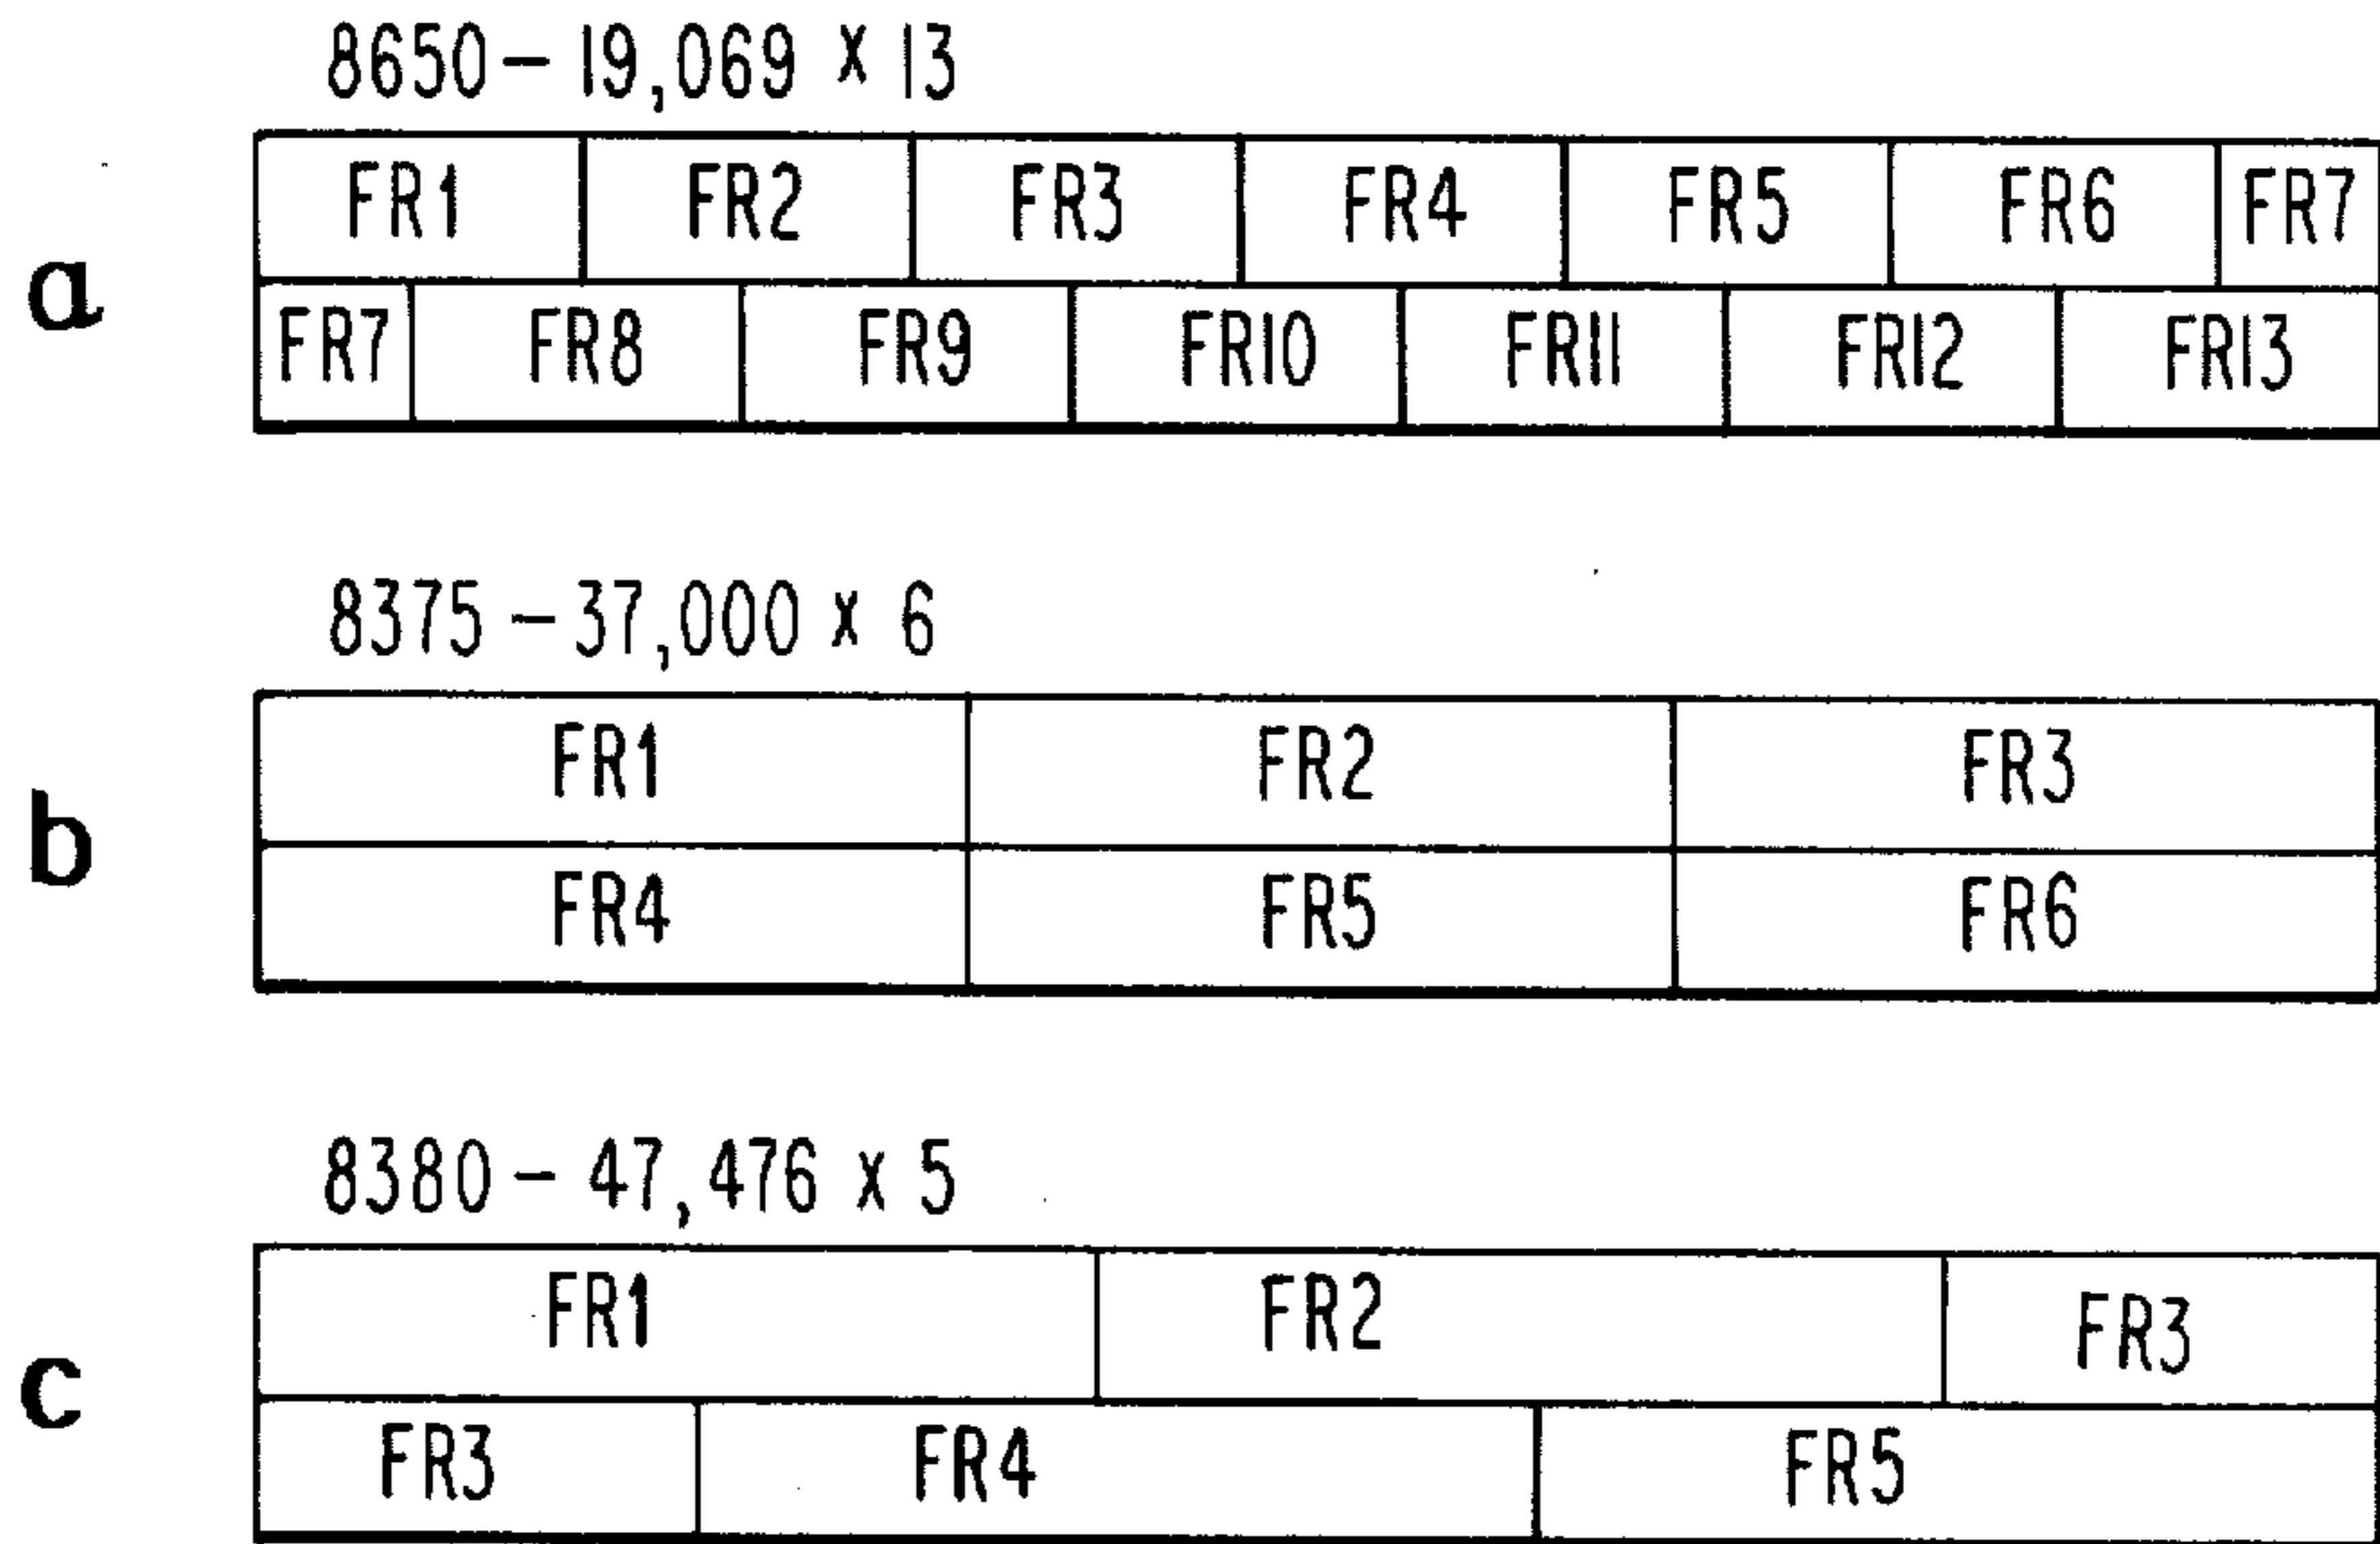 8650 – 19,069 X 13
FR1 FR2 FR3 FR4 FR5 FR6 FR7
a
FR7 FR8 FR9 FR10 FR11 FR12 FR13
8375 – 37,000 X 6
FR1 FR2 FR3
b
FR4 FR5 FR6
8380 – 47,476 X 5
FR1 FR2 FR3
c
FR3 FR4 FR5